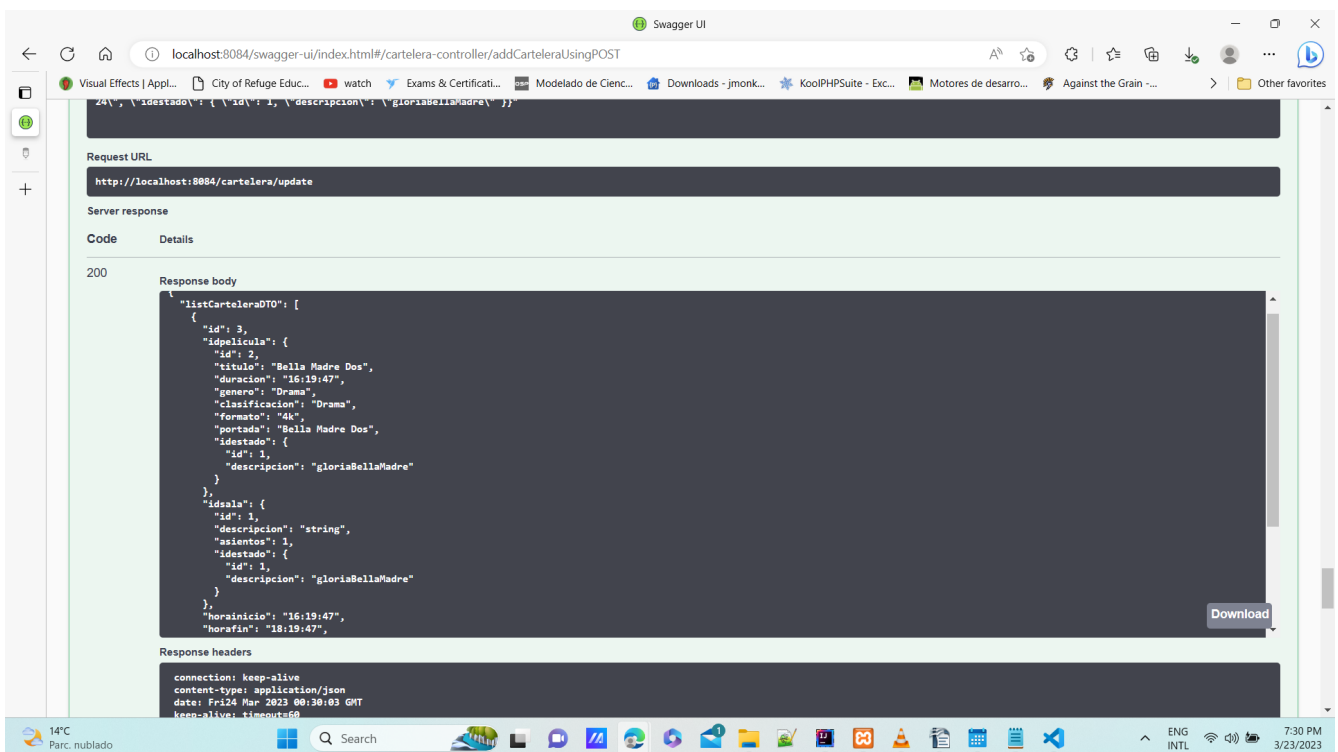 Swagger UI
localhost:8084/swagger-ui/index.html#/cartelera-controller/addCarteleraUsingPOST
Visual Effects | Appl... City of Refuge Educ... watch Exams & Certificati... Modelado de Cienc... Downloads - jmonk... KoolPHPSuite - Exc... Motores de desarro... Against the Grain -... Other favorites
24\", \"idestado\": { \"id\": 1, \"descripcion\": \"gloriaBellaMadre\" }}"
Request URL
http://localhost:8084/cartelera/update
Server response
Code Details
200
Response body
{
"listCarteleraDTO": [
{
"id": 3,
"idpelicula": {
"id": 2,
"titulo": "Bella Madre Dos",
"duracion": "16:19:47",
"genero": "Drama",
"clasificacion": "Drama",
"formato": "4k",
"portada": "Bella Madre Dos",
"idestado": {
"id": 1,
"descripcion": "gloriaBellaMadre"
}
},
"idsala": {
"id": 1,
"descripcion": "string",
"asientos": 1,
"idestado": {
"id": 1,
"descripcion": "gloriaBellaMadre"
}
},
"horainicio": "16:19:47",
"horafin": "18:19:47",
Download
Response headers
connection: keep-alive
content-type: application/json
date: Fri24 Mar 2023 00:30:03 GMT
keep-alive: timeout=60
14°C
Parc. nublado
Search
ENG
INTL
7:30 PM
3/23/2023